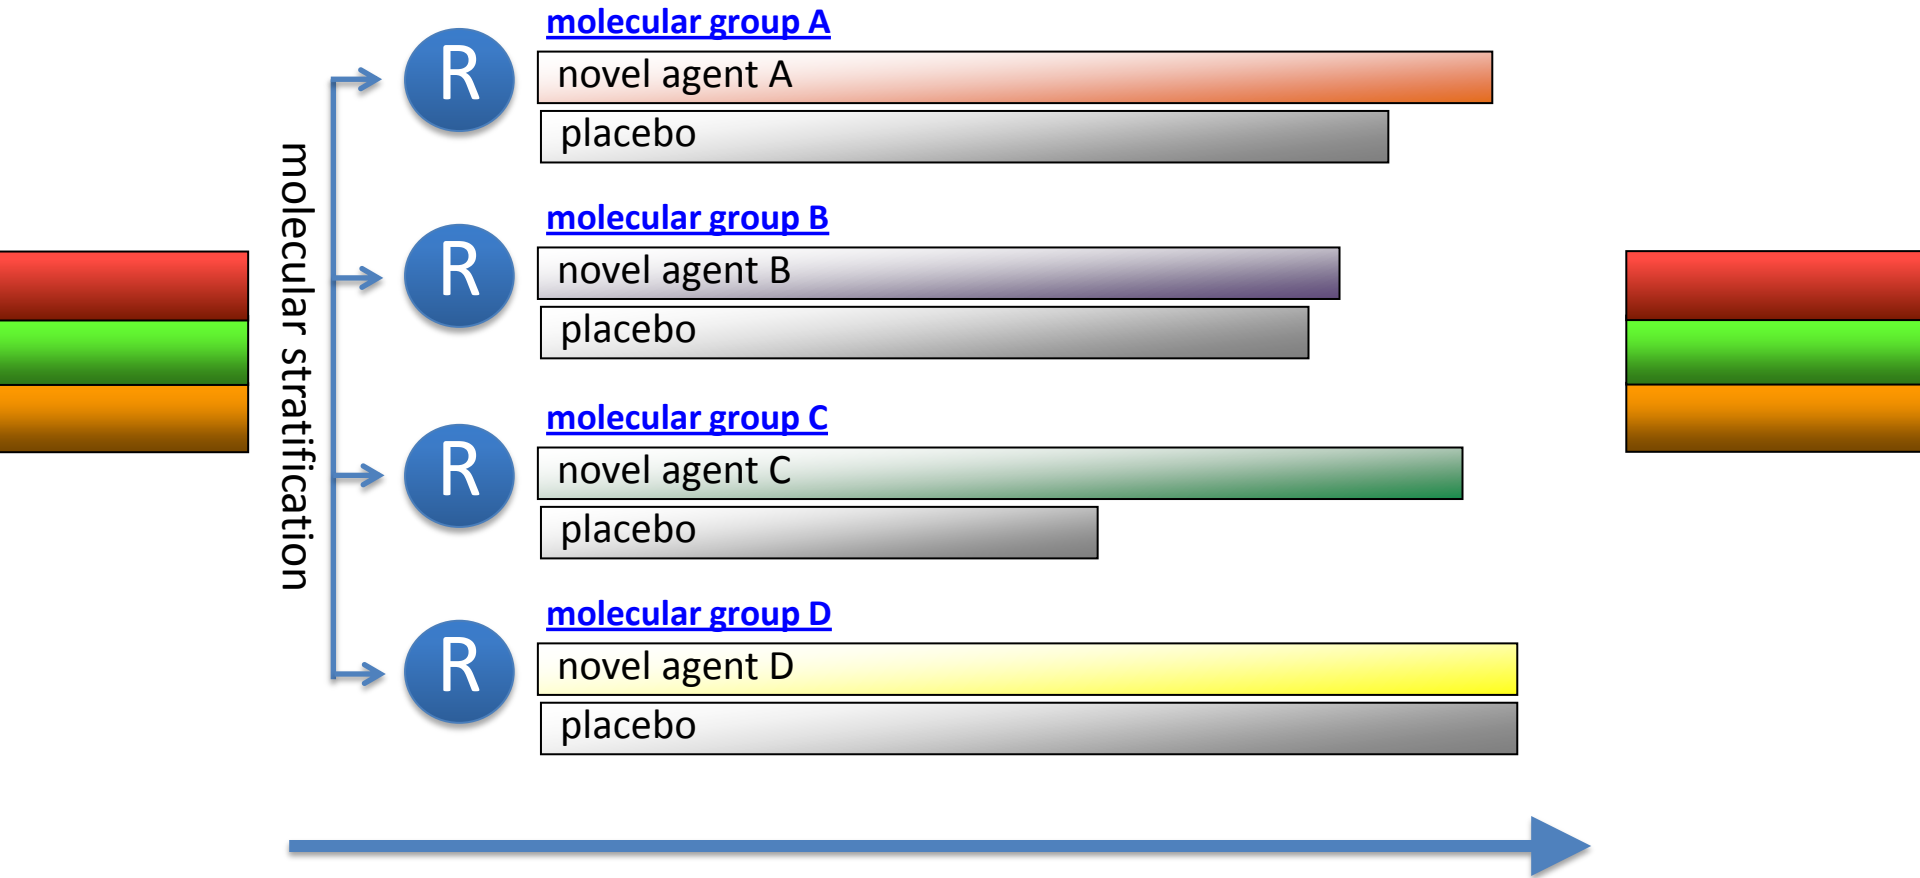 molecular stratification
molecular group A
R
novel agent A
placebo
molecular group B
R
novel agent B
placebo
molecular group C
R
novel agent C
placebo
molecular group D
R
novel agent D
placebo